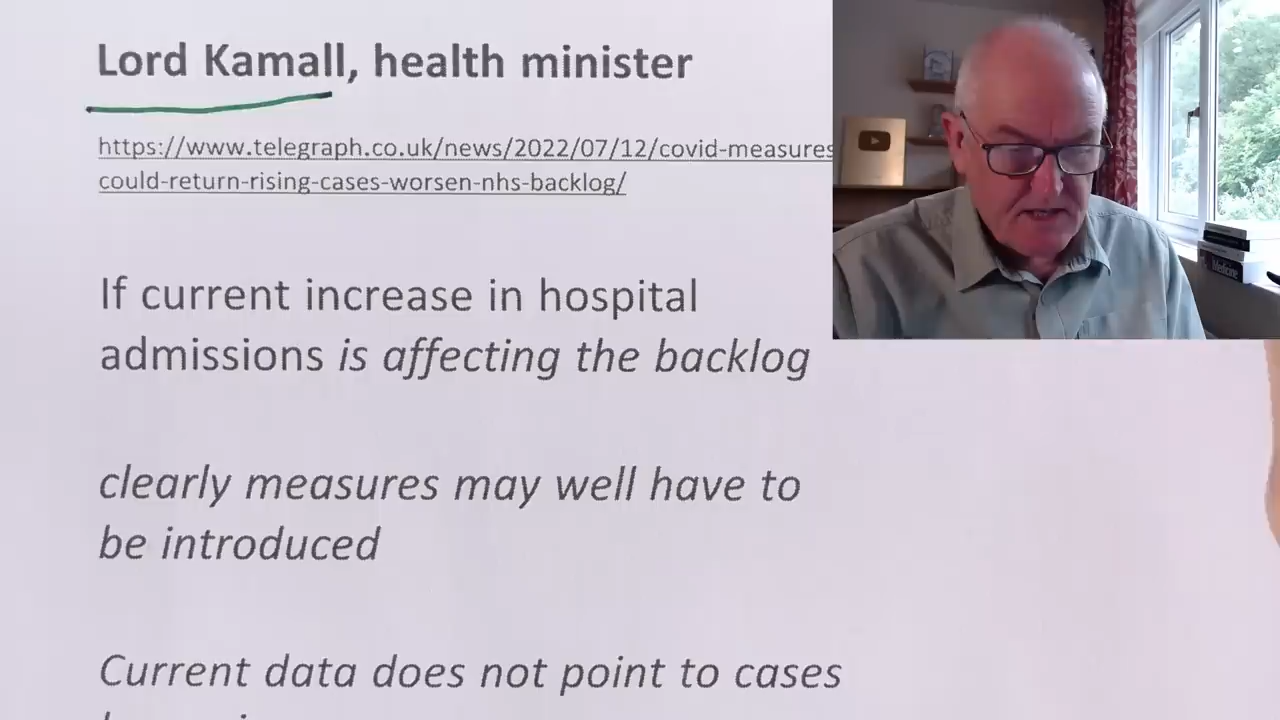 Lord Kamall, health minister
https://www.telegraph.co.uk/news/2022/07/12/covid-measures
could-return-rising-cases-worsen-nhs-backlog/
If current increase in hospital
admissions is affecting the backlog
clearly measures may well have to
be introduced
Current data does not point to cases
Medicine